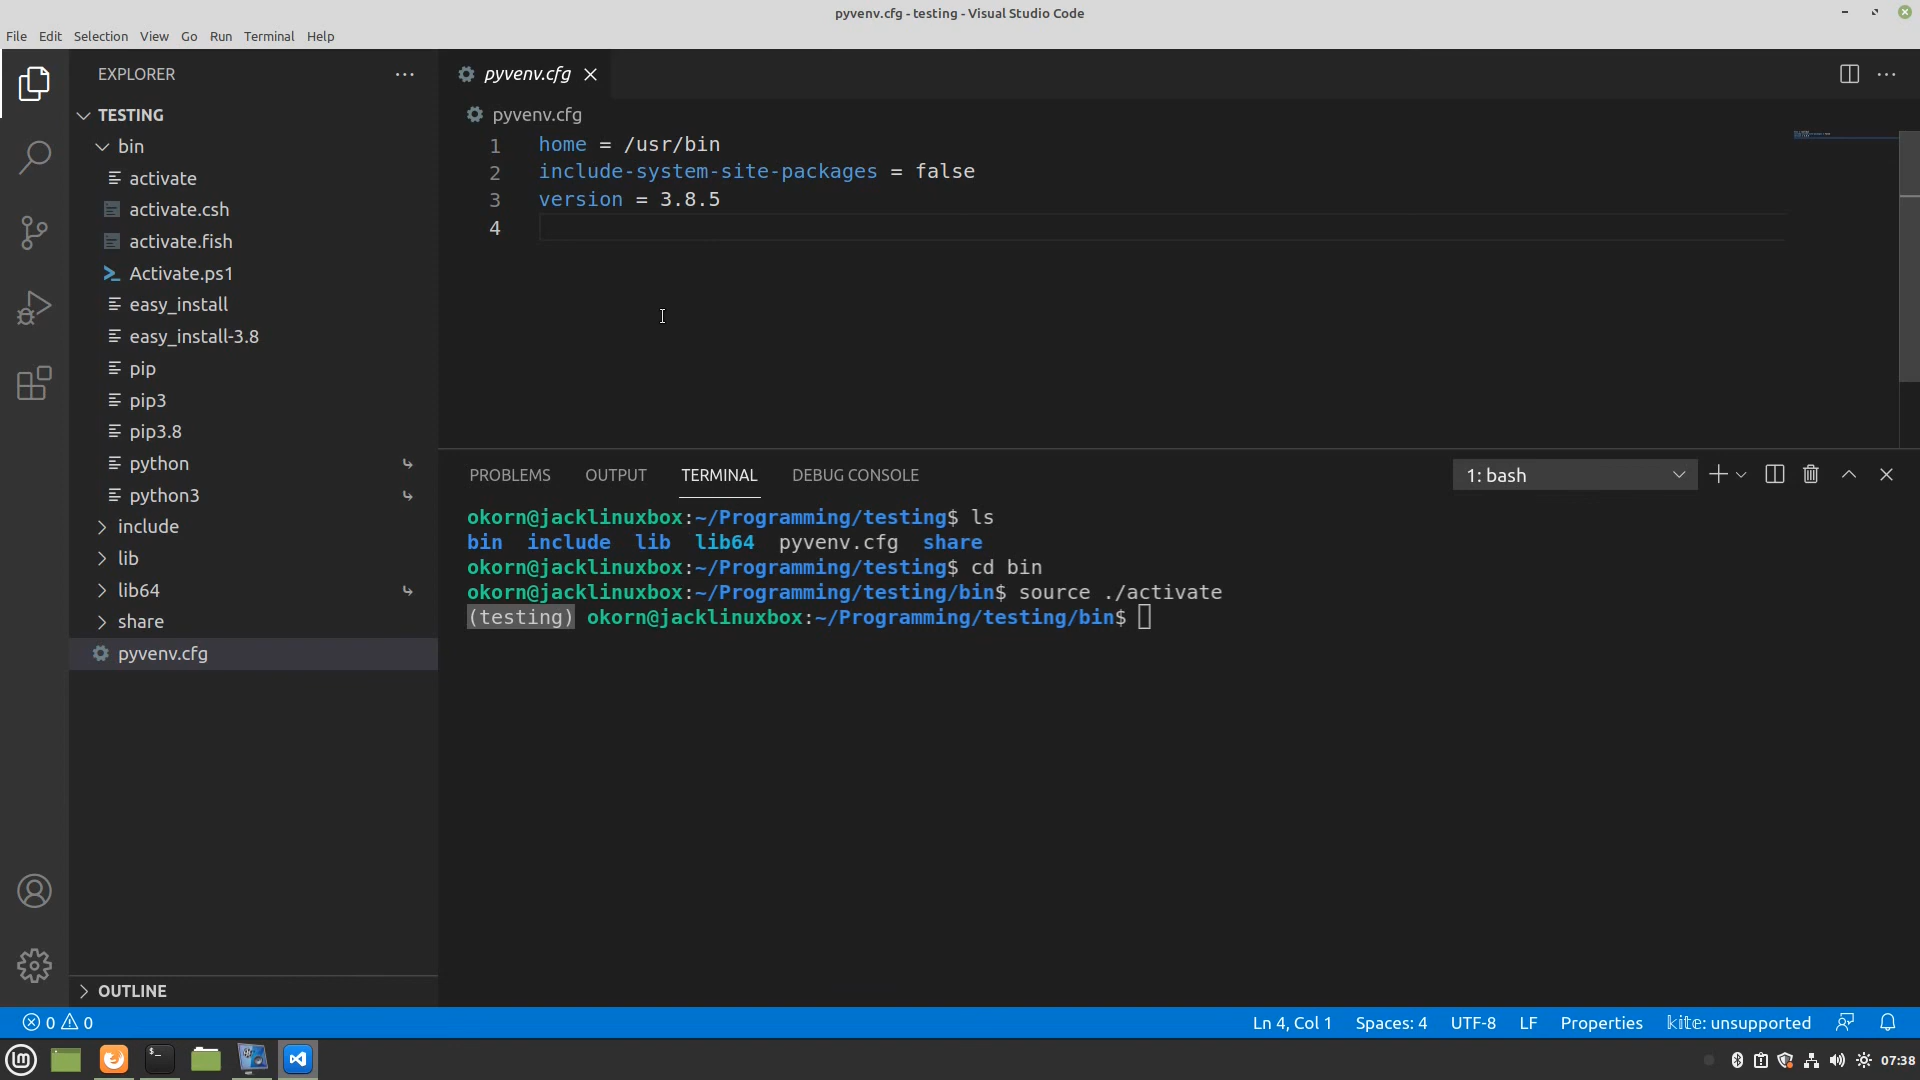 pyvenv.cfg - testing - Visual Studio Code
File Edit Selection View Go Run Terminal Help
EXPLORER
TESTING
bin
activate
activate.csh
activate.fish
Activate.ps1
easy_install
easy_install-3.8
pip
pip3
pip3.8
python
python3
include
lib
lib64
share
pyvenv.cfg
OUTLINE
pyvenv.cfg
pyvenv.cfg
1 home = /usr/bin
2 include-system-site-packages = false
3 version = 3.8.5
4
PROBLEMS OUTPUT TERMINAL DEBUG CONSOLE 1: bash
okorn@jacklinuxbox:~/Programming/testing$ ls
bin include lib lib64 pyvenv.cfg share
okorn@jacklinuxbox:~/Programming/testing$ cd bin
okorn@jacklinuxbox:~/Programming/testing/bin$ source ./activate
(testing) okorn@jacklinuxbox:~/Programming/testing/bin$
0 0 Ln 4, Col 1 Spaces: 4 UTF-8 LF Properties kite: unsupported
07:38